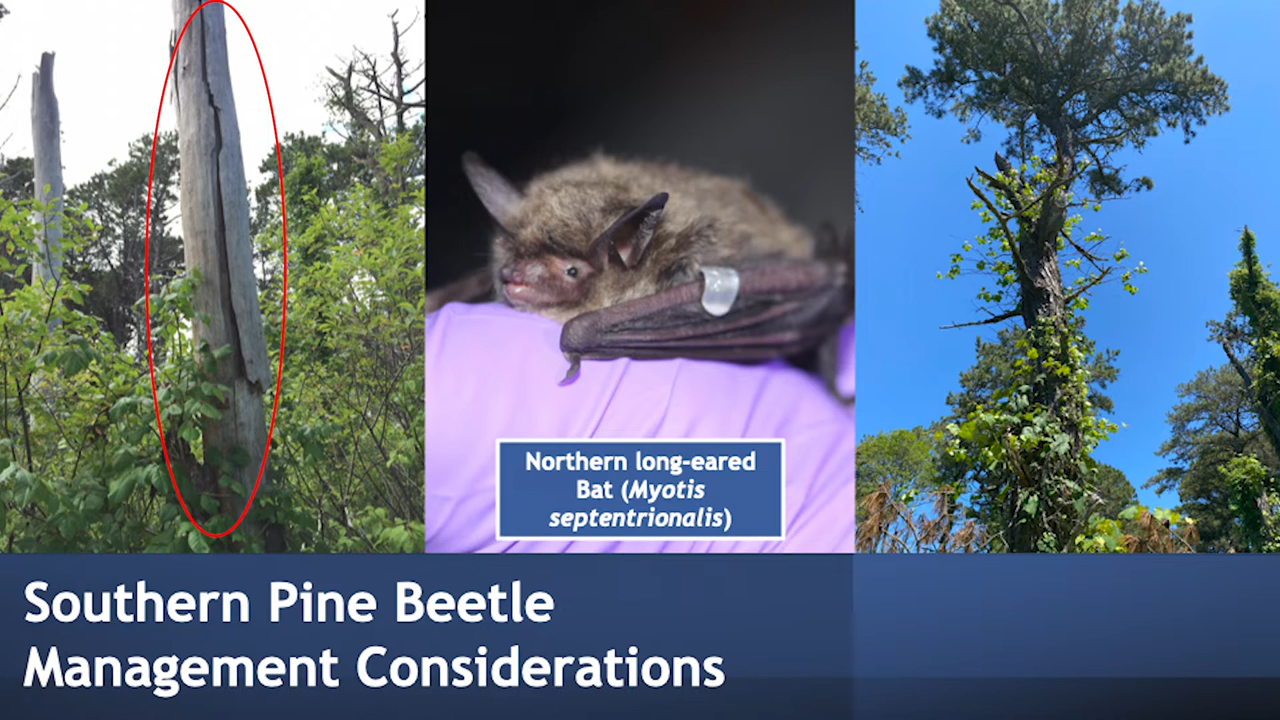 Northern long-eared
Bat (Myotis
septentrionalis)
Southern Pine Beetle
Management Considerations